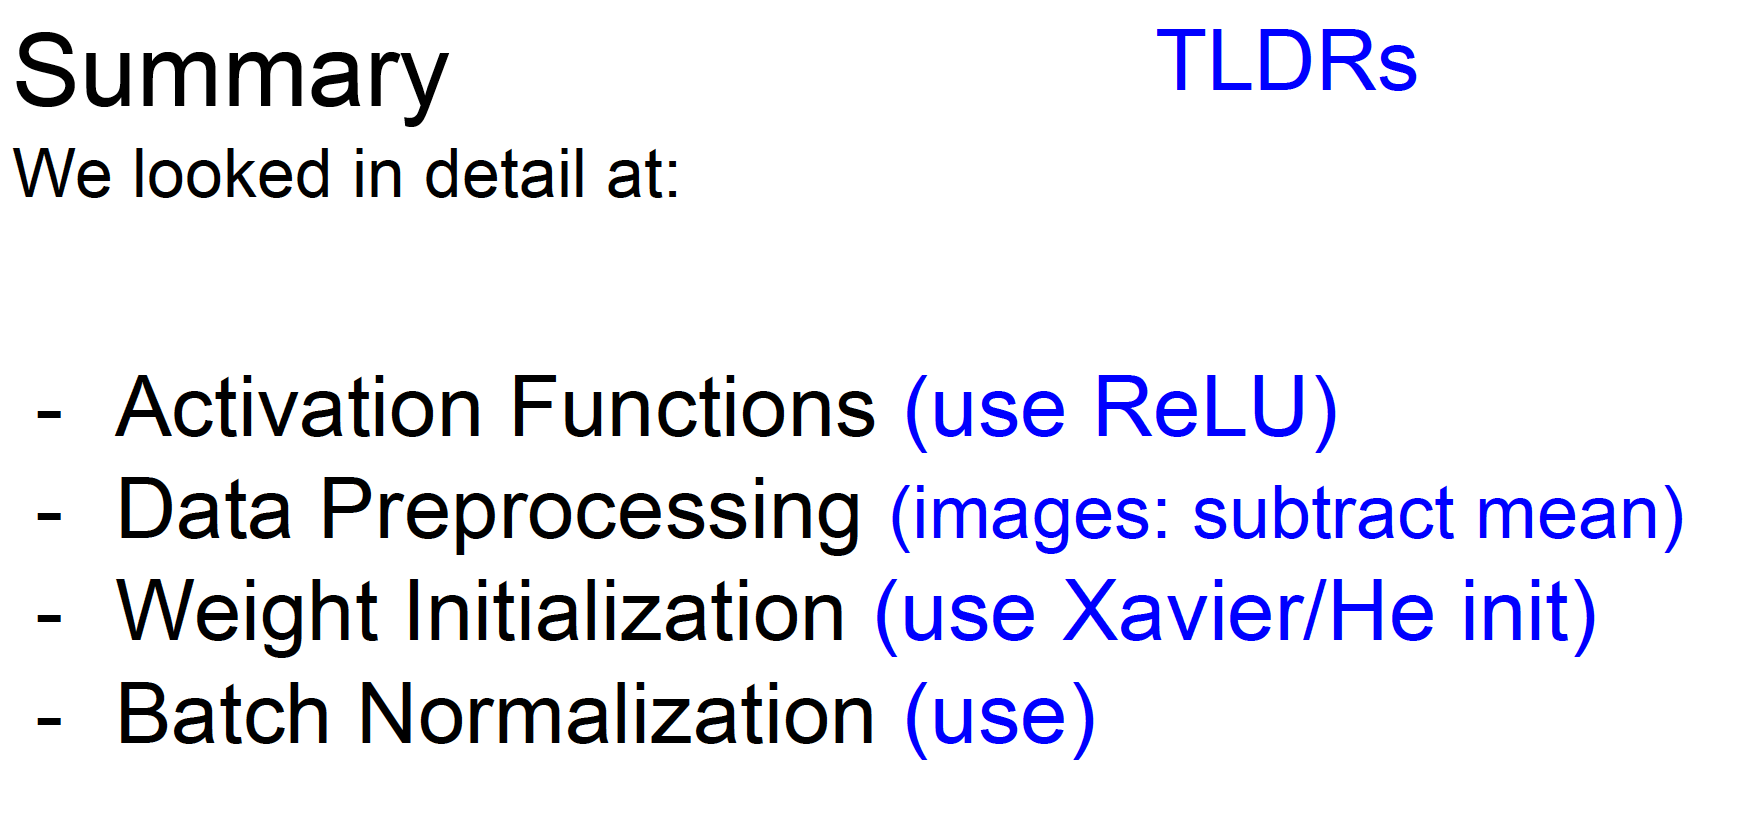 Summary
TLDRs
We looked in detail at:
- Activation Functions (use ReLU)
- Data Preprocessing (images: subtract mean)
- Weight Initialization (use Xavier/He init)
- Batch Normalization (use)